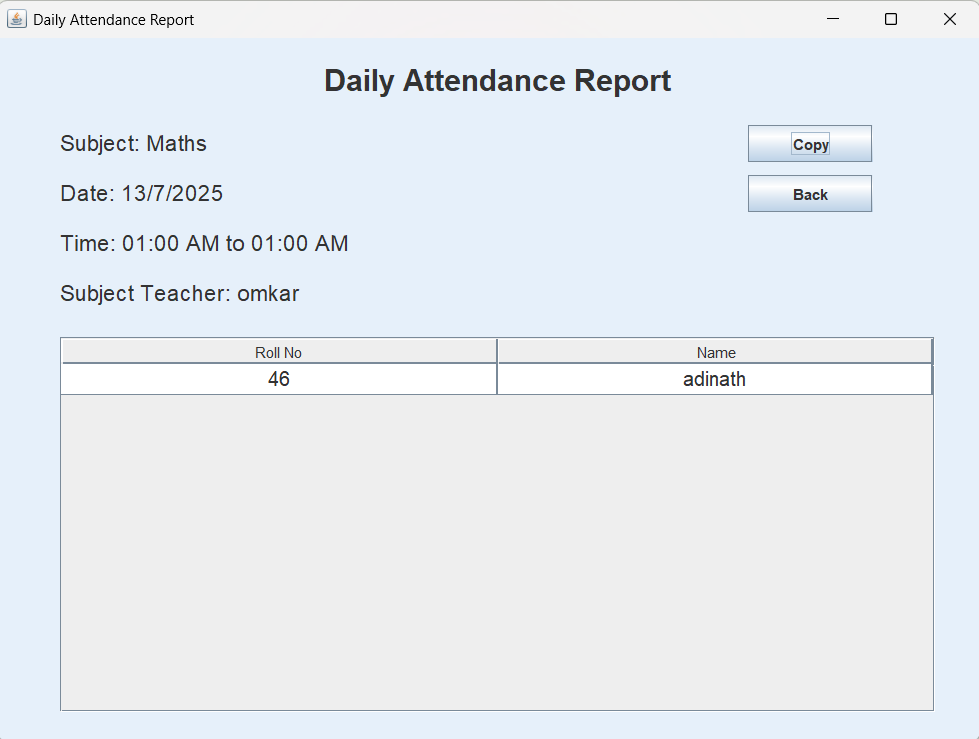 Daily Attendance Report
Daily Attendance Report
Subject: Maths
Copy
Date: 13/7/2025
Back
Time: 01:00 AM to 01:00 AM
Subject Teacher: omkar
Roll No Name
46 adinath